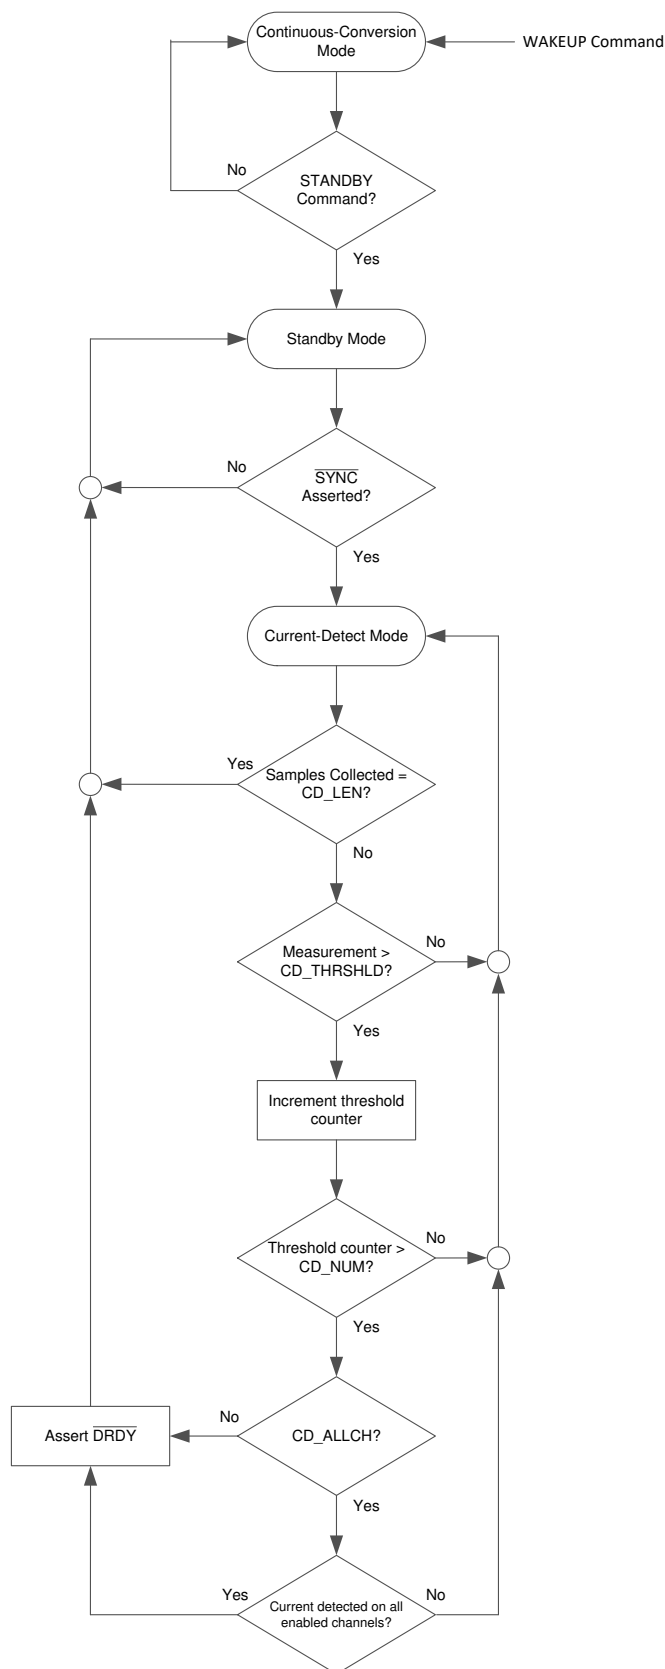 Continuous-Conversion
Mode
WAKEUP Command
No
STANDBY
Command?
Yes
Standby Mode
No
SYNC
Asserted?
Yes
Current-Detect Mode
Yes
Samples Collected =
CD_LEN?
No
Measurement >
CD_THRSHLD?
No
Yes
Increment threshold
counter
Threshold counter >
CD_NUM?
No
Yes
Assert DRDY
No
CD_ALLCH?
Yes
Yes
Current detected on all
enabled channels?
No